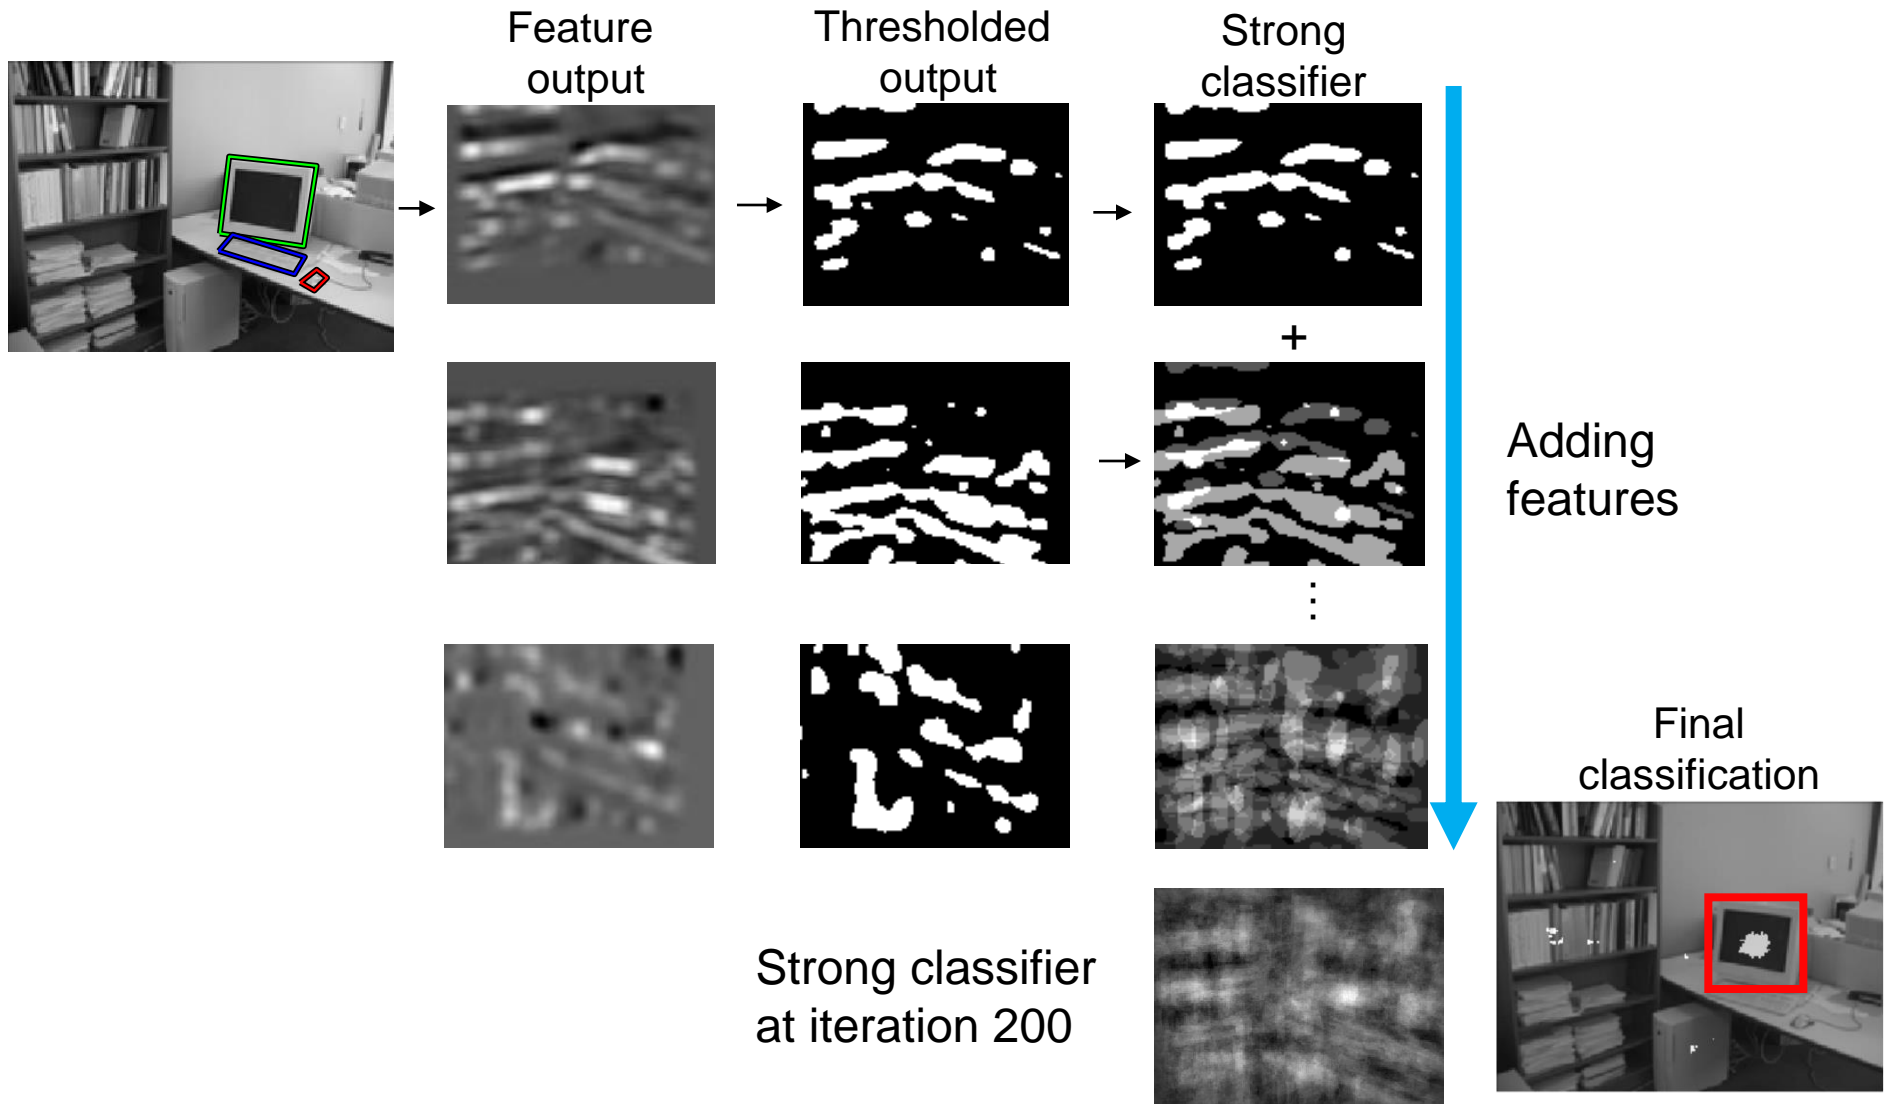 Feature
output
Thresholded
output
Strong
classifier
+
Adding
features
⋮
Strong classifier
at iteration 200
Final
classification